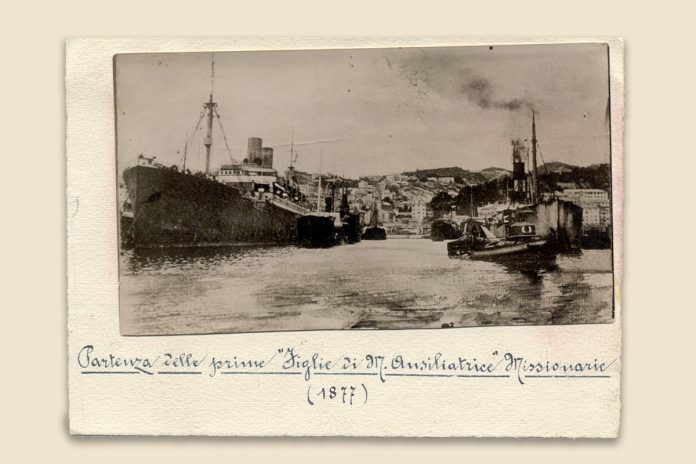 Partenza delle prime "Figlie di M. Ausiliatrice" Missionarie
(1877)